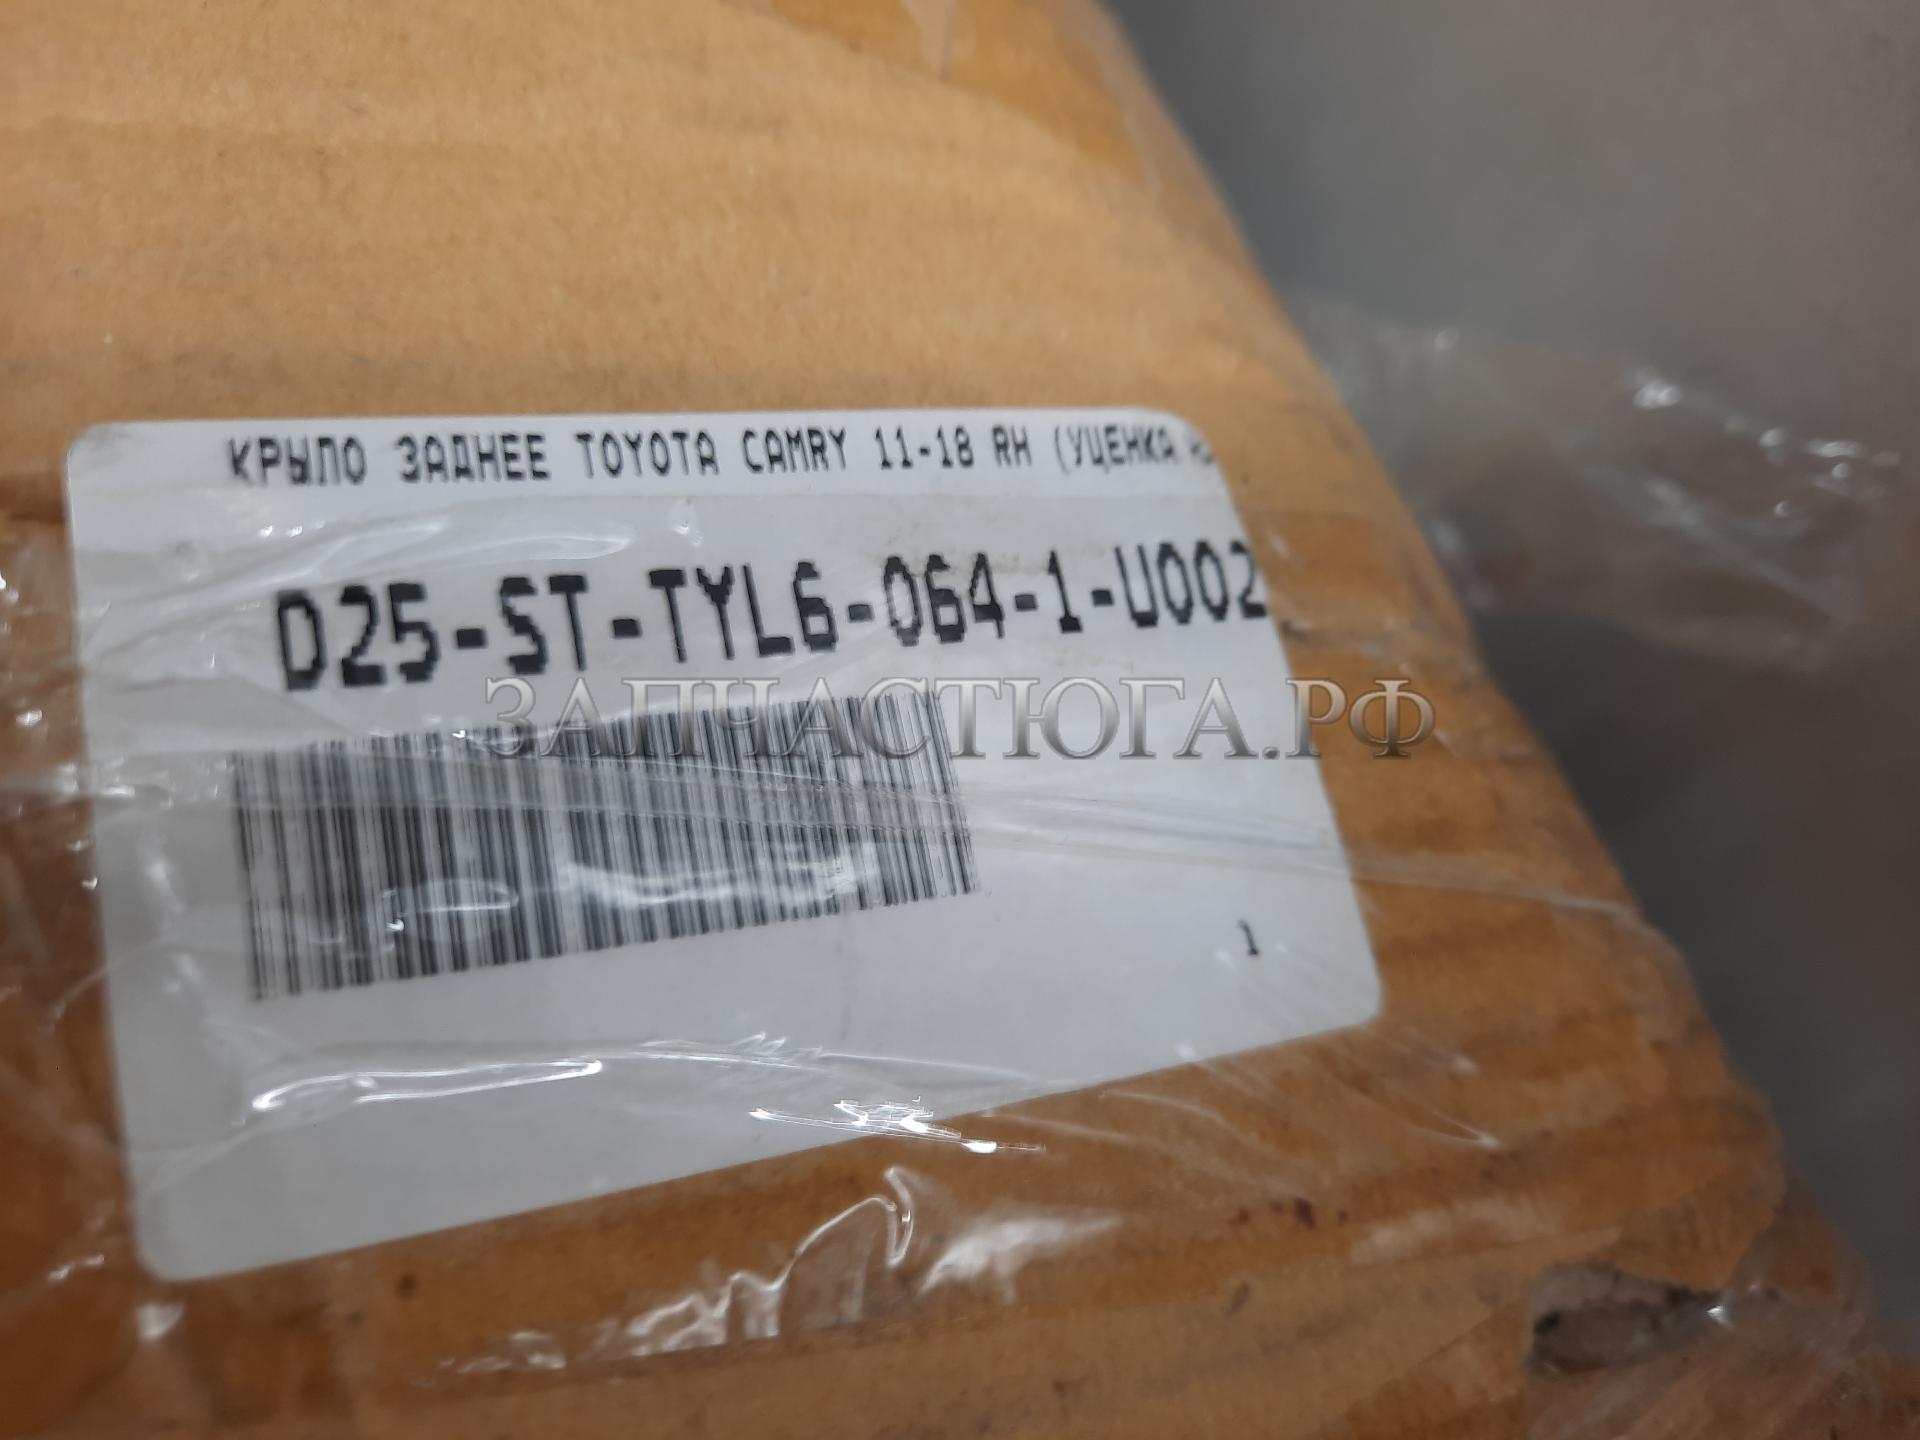 КРЫЛО ЗАДНЕЕ TOYOTA CAMRY 11-18 RH (УЦЕНКА
D25-ST-TYL6-064-1-U002
ЗАПЧАСТЮГА.РФ
1